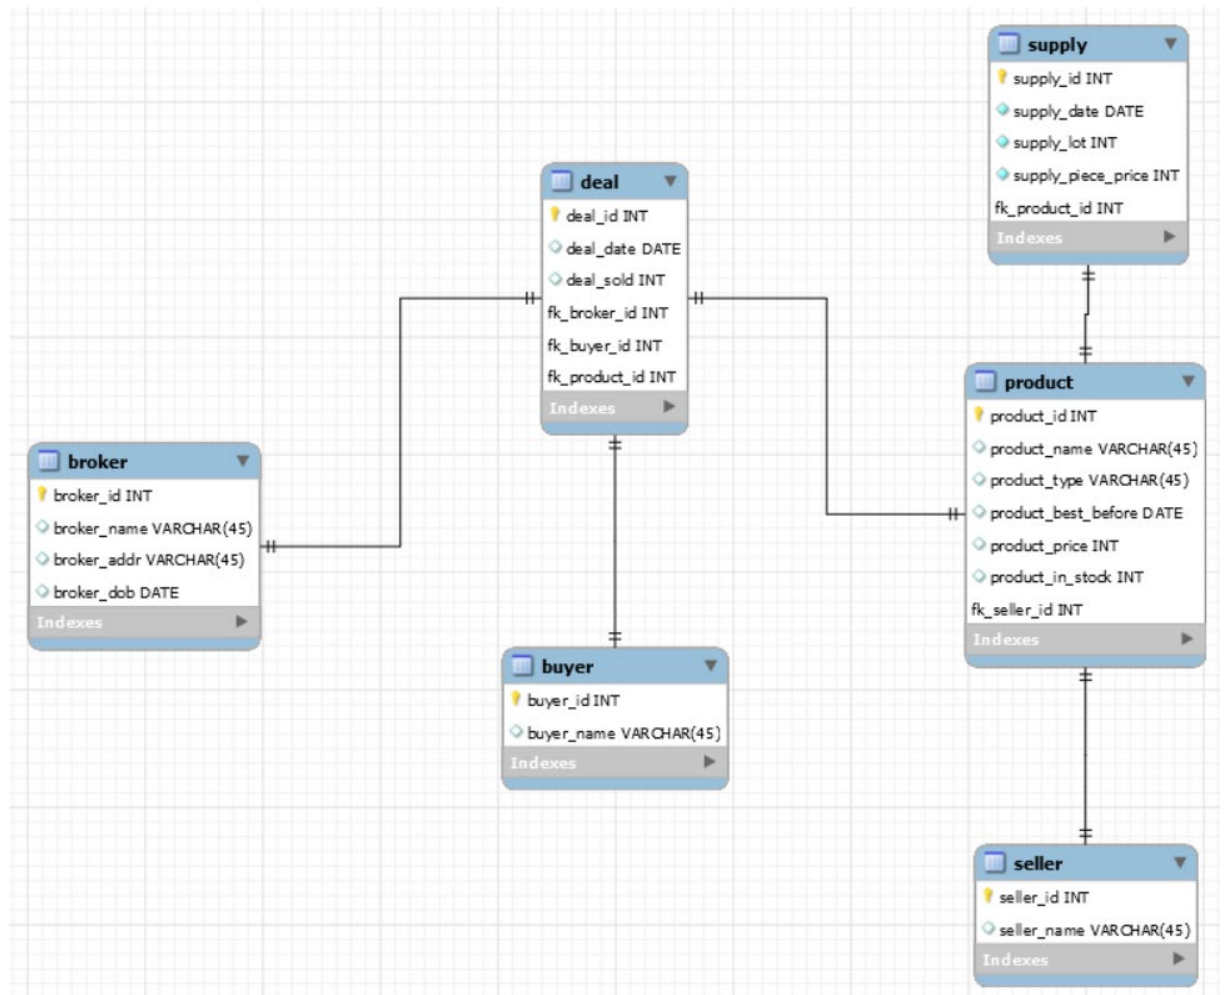 supply
supply_id INT
supply_date DATE
supply_lot INT
supply_piece_price INT
fk_product_id INT
Indexes
deal
deal_id INT
deal_date DATE
deal_sold INT
fk_broker_id INT
fk_buyer_id INT
fk_product_id INT
Indexes
product
product_id INT
product_name VARCHAR(45)
product_type VARCHAR(45)
product_best_before DATE
product_price INT
product_in_stock INT
fk_seller_id INT
Indexes
broker
broker_id INT
broker_name VARCHAR(45)
broker_addr VARCHAR(45)
broker_dob DATE
Indexes
buyer
buyer_id INT
buyer_name VARCHAR(45)
Indexes
seller
seller_id INT
seller_name VARCHAR(45)
Indexes